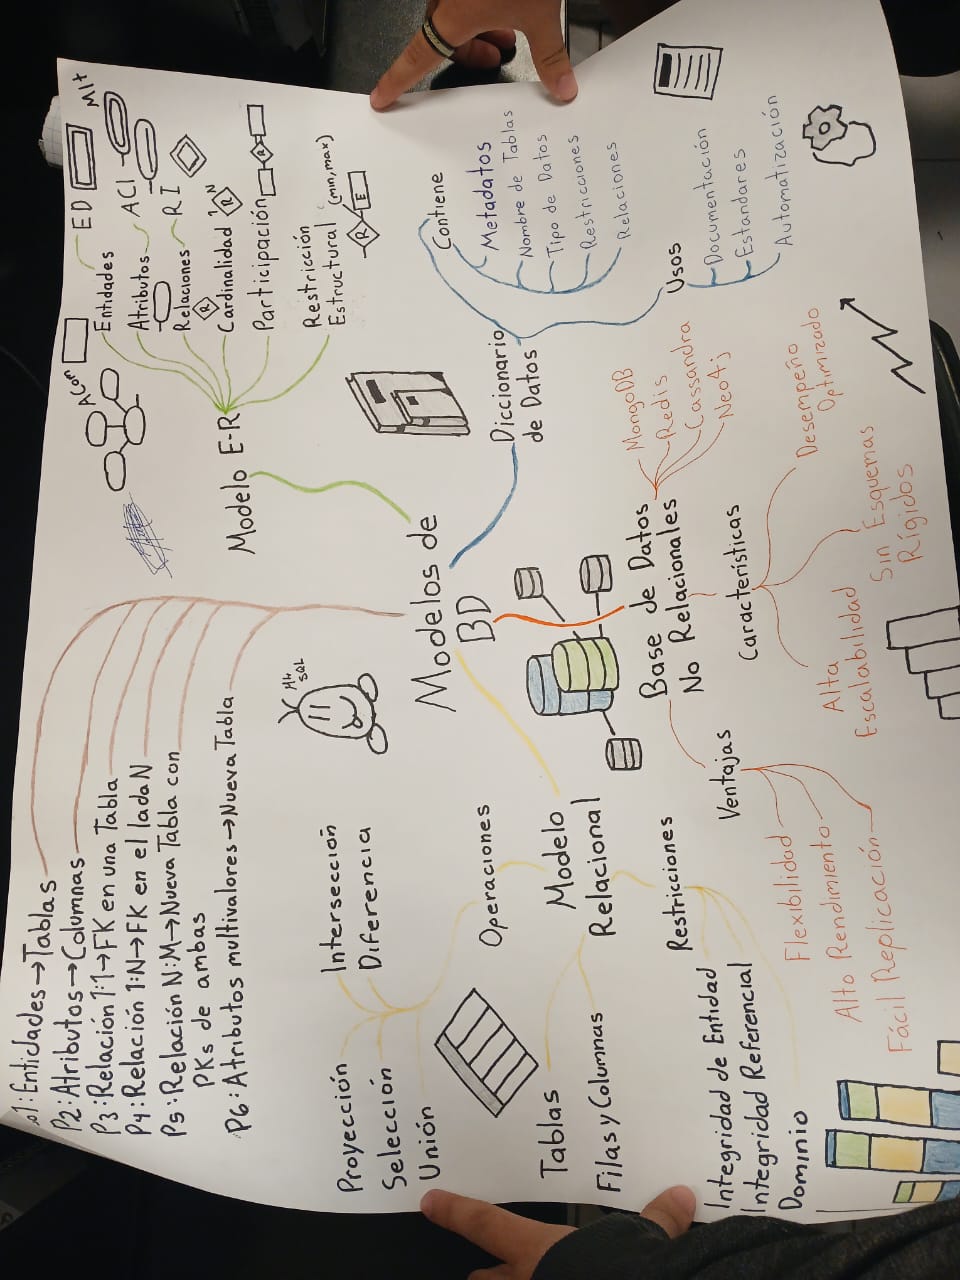 Modelos de
BD
Modelo E-R
Entidades
ED
Atributos
ACI
Mlt
Relaciones
RI
R
Cardinalidad
1
N
R
Participación
R
Restricción
Estructural
(min,max)
R
E
ACom
Diccionario
de Datos
Contiene
Metadatos
Nombre de Tablas
Tipo de Datos
Restricciones
Relaciones
Usos
Documentación
Estandares
Automatización
Base de Datos
No Relacionales
MongoDB
Redis
Cassandra
Neo4j
Características
Desempeño
Optimizado
Sin Esquemas
Rígidos
Alta
Escalabilidad
Ventajas
Flexibilidad
Alto Rendimiento
Fácil Replicación
Modelo
Relacional
Operaciones
Intersección
Diferencia
Proyección
Selección
Unión
Tablas
Filas y Columnas
Restricciones
Integridad de Entidad
Integridad Referencial
Dominio
P1: Entidades→Tablas
P2: Atributos→Columnas
P3: Relación 1:1→FK en una Tabla
P4: Relación 1:N→FK en el lado N
P5: Relación N:M→Nueva Tabla con
PKs de ambas
P6: Atributos multivalores→Nueva Tabla
SQL